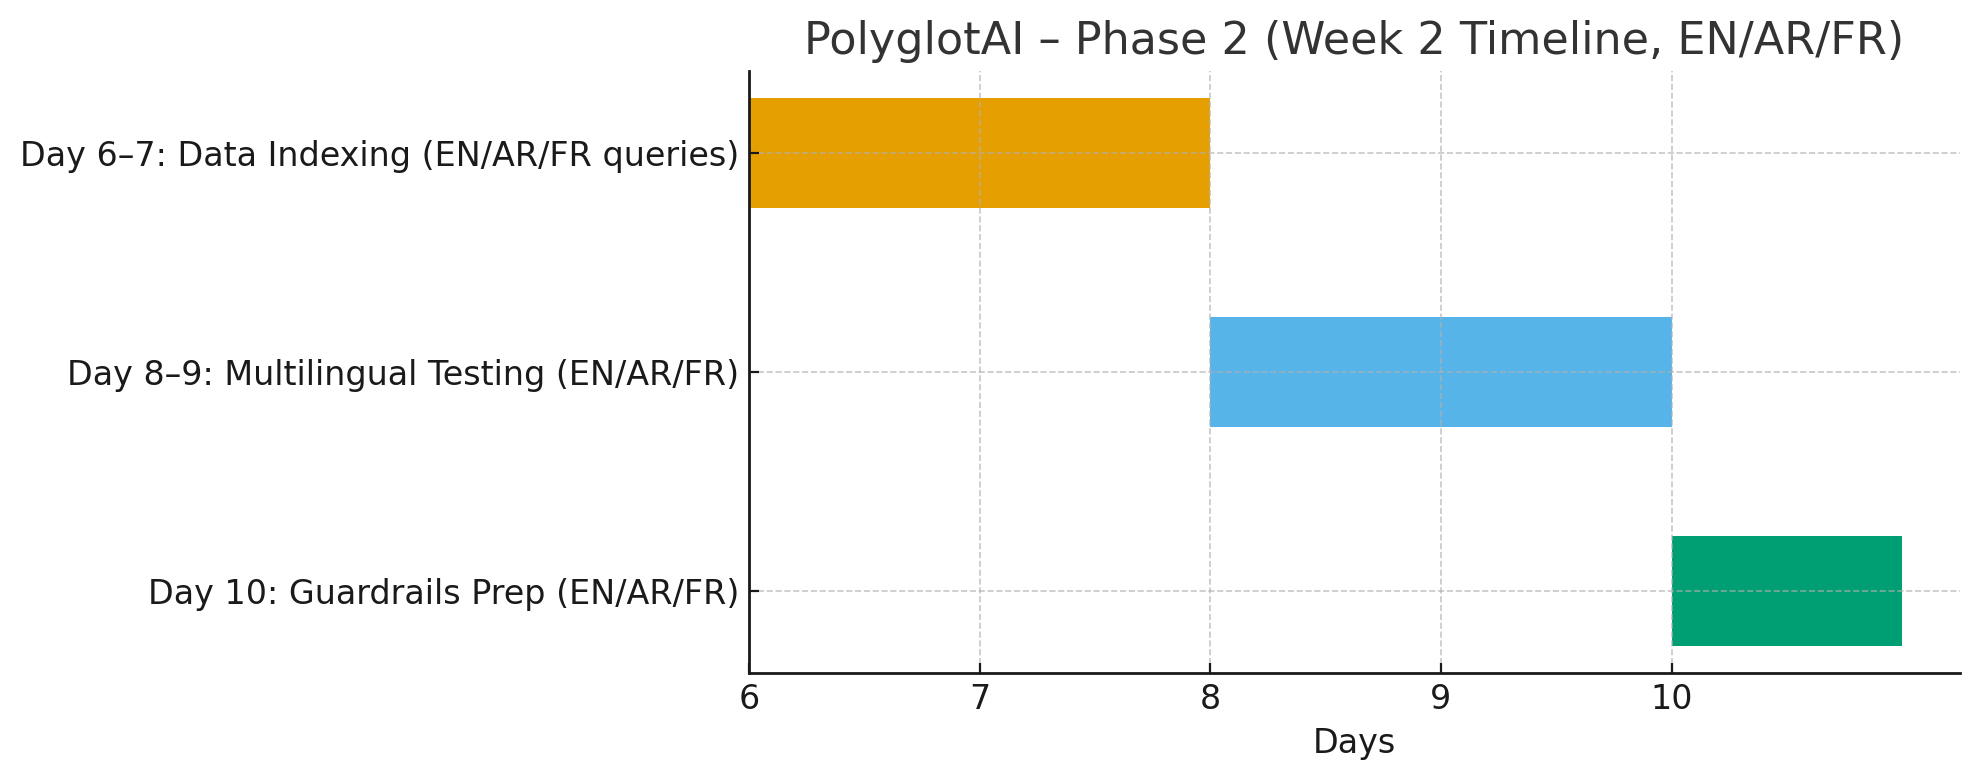 PolyglotAI – Phase 2 (Week 2 Timeline, EN/AR/FR)
Day 6–7: Data Indexing (EN/AR/FR queries)
Day 8–9: Multilingual Testing (EN/AR/FR)
Day 10: Guardrails Prep (EN/AR/FR)
6 7 8 9 10
Days